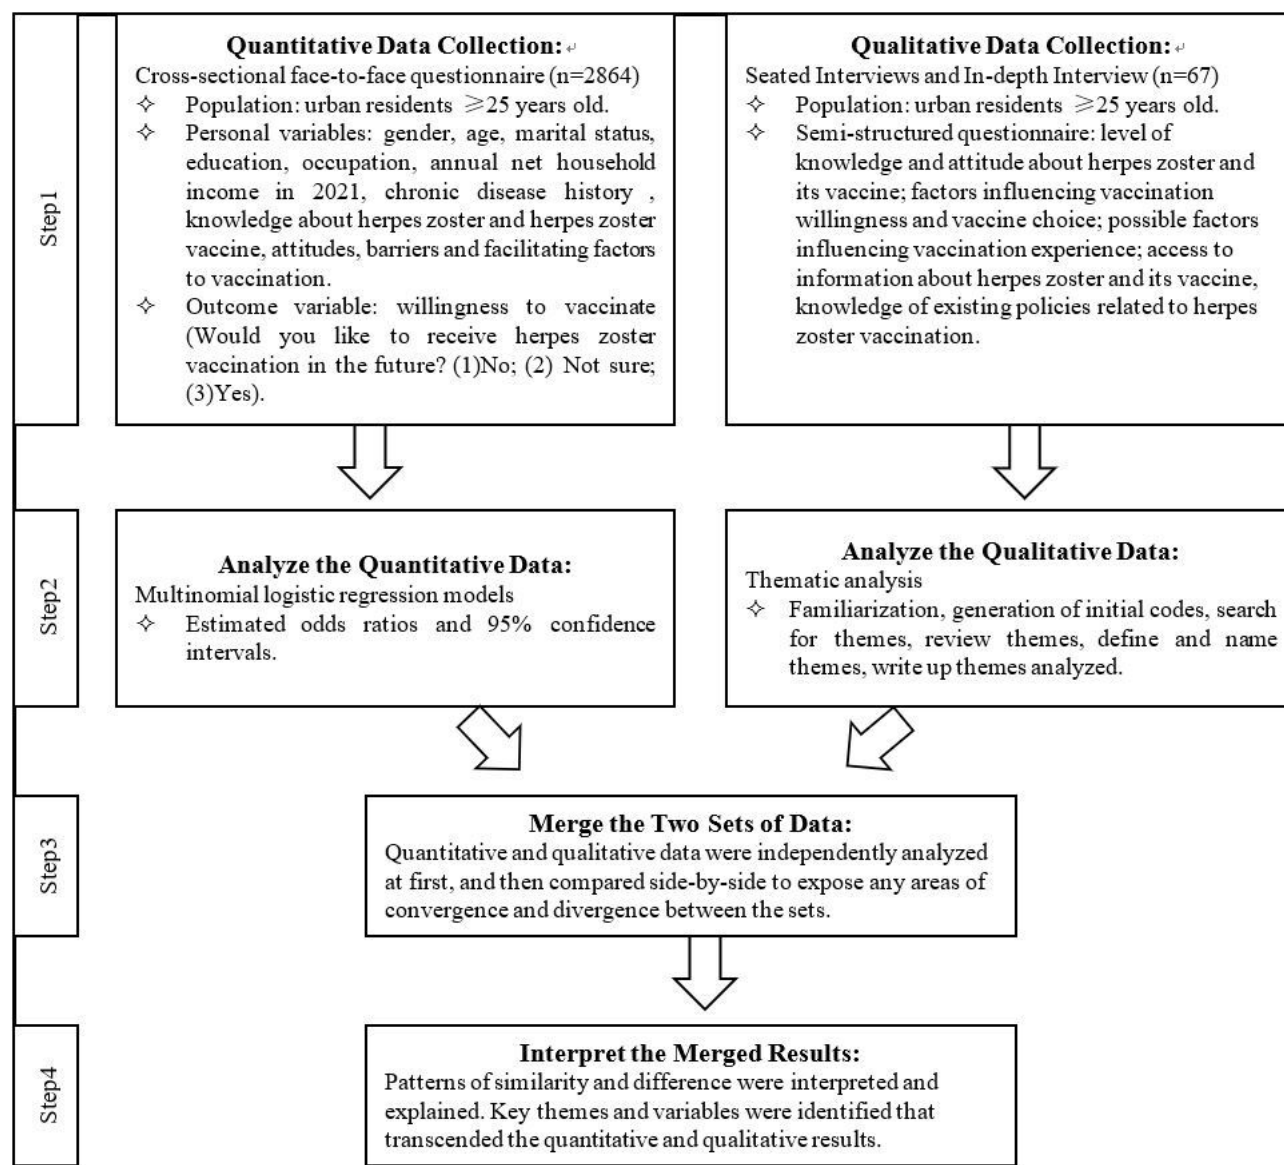 Step1
Quantitative Data Collection:
Cross-sectional face-to-face questionnaire (n=2864)
✧ Population: urban residents ≥25 years old.
✧ Personal variables: gender, age, marital status,
education, occupation, annual net household
income in 2021, chronic disease history ,
knowledge about herpes zoster and herpes zoster
vaccine, attitudes, barriers and facilitating factors
to vaccination.
✧ Outcome variable: willingness to vaccinate
(Would you like to receive herpes zoster
vaccination in the future? (1)No; (2) Not sure;
(3)Yes).
Qualitative Data Collection:
Seated Interviews and In-depth Interview (n=67)
✧ Population: urban residents ≥25 years old.
✧ Semi-structured questionnaire: level of
knowledge and attitude about herpes zoster and
its vaccine; factors influencing vaccination
willingness and vaccine choice; possible factors
influencing vaccination experience; access to
information about herpes zoster and its vaccine,
knowledge of existing policies related to herpes
zoster vaccination.
Step2
Analyze the Quantitative Data:
Multinomial logistic regression models
✧ Estimated odds ratios and 95% confidence
intervals.
Analyze the Qualitative Data:
Thematic analysis
✧ Familiarization, generation of initial codes, search
for themes, review themes, define and name
themes, write up themes analyzed.
Step3
Merge the Two Sets of Data:
Quantitative and qualitative data were independently analyzed
at first, and then compared side-by-side to expose any areas of
convergence and divergence between the sets.
Step4
Interpret the Merged Results:
Patterns of similarity and difference were interpreted and
explained. Key themes and variables were identified that
transcended the quantitative and qualitative results.